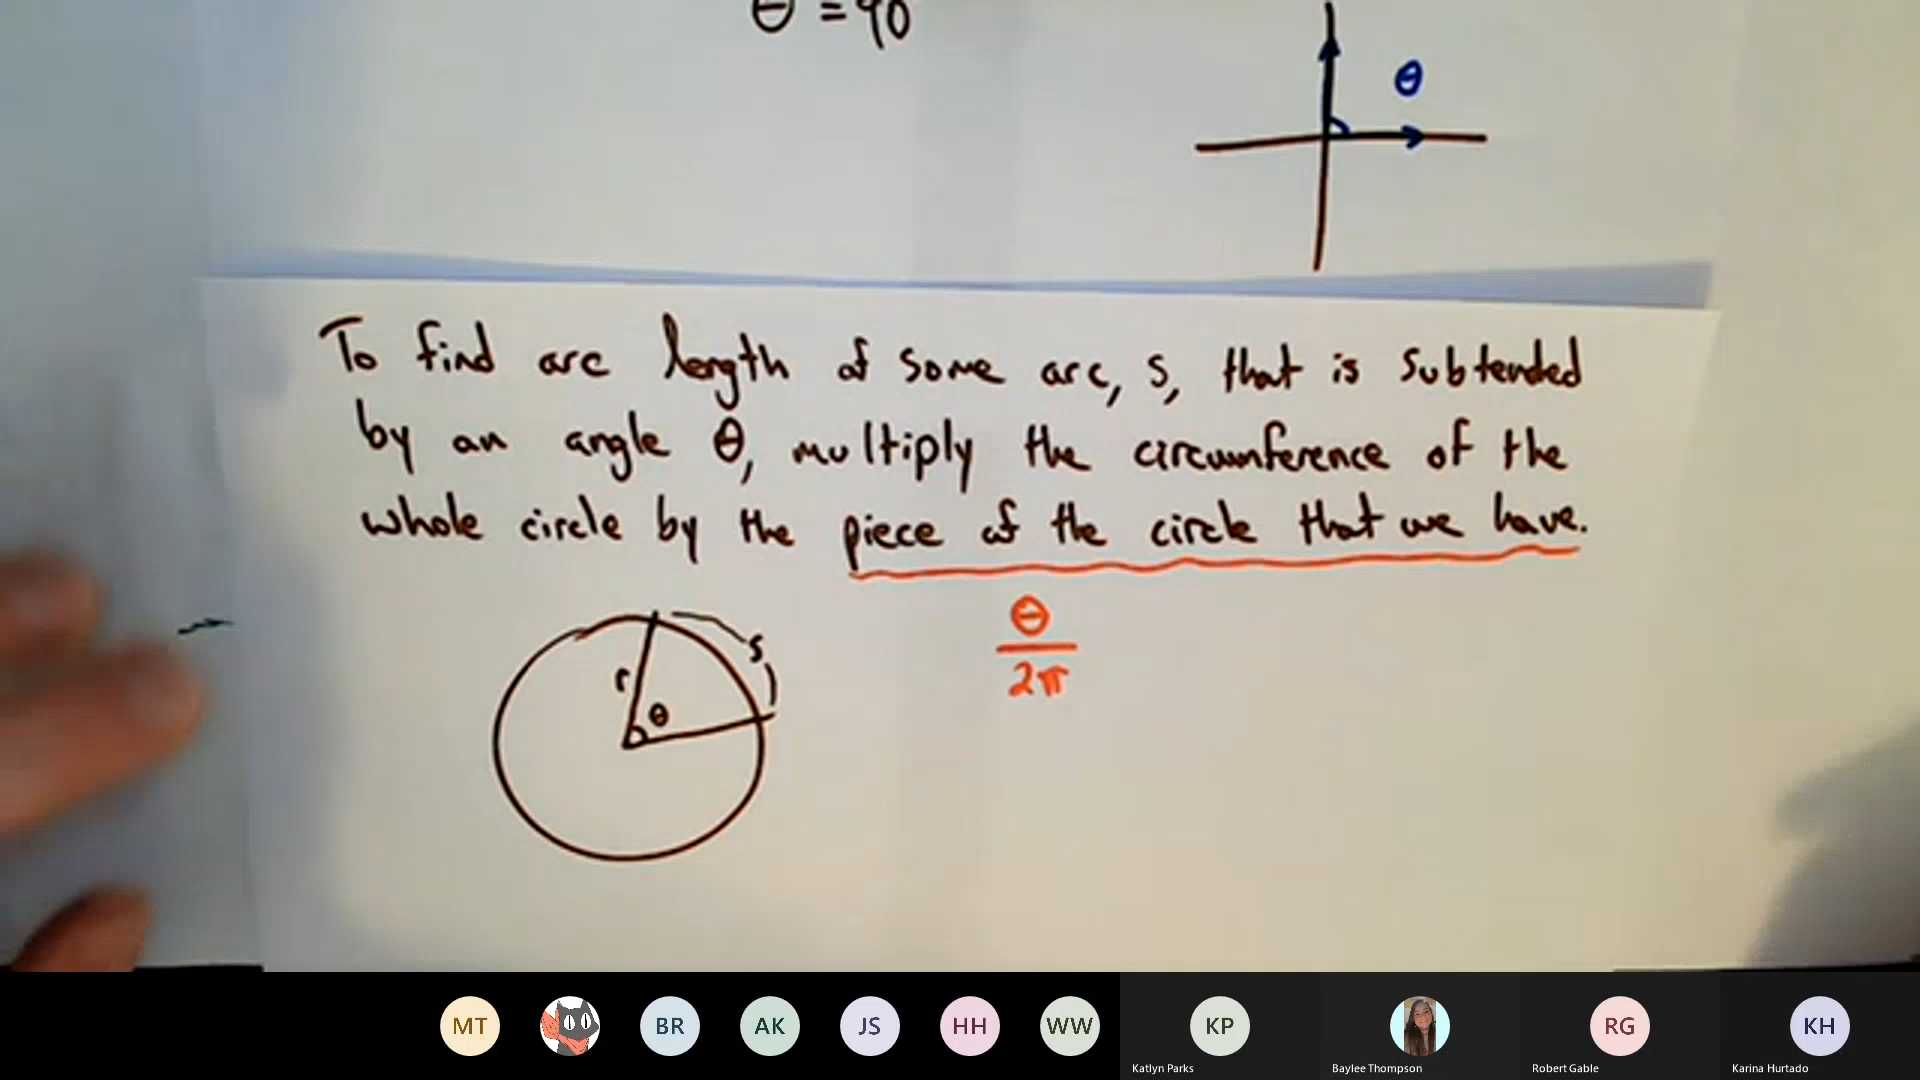 θ = 90
θ
To find arc length of some arc, s, that is subtended
by an angle θ, multiply the circumference of the
whole circle by the piece of the circle that we have.
θ
2π
s
r
θ
MT BR AK JS HH WW KP RG KH
Katlyn Parks Baylee Thompson Robert Gable Karina Hurtado